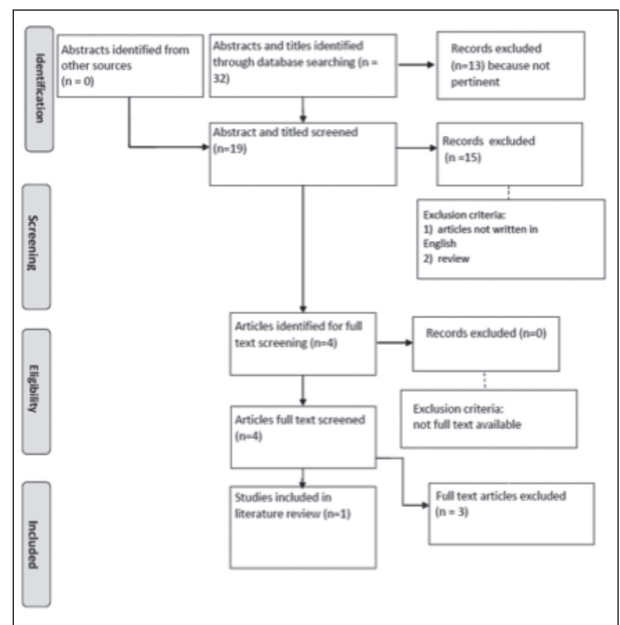 Identification
Abstracts identified from
other sources
(n = 0)
Abstracts and titles identified
through database searching (n =
32)
Records excluded
(n=13) because not
pertinent
Abstract and titled screened
(n=19)
Records excluded
(n =15)
Screening
Exclusion criteria:
1) articles not written in
English
2) review
Eligibility
Articles identified for full
text screening (n=4)
Records excluded (n=0)
Exclusion criteria:
not full text available
Articles full text screened
(n=4)
Included
Studies included in
literature review (n=1)
Full text articles excluded
(n = 3)